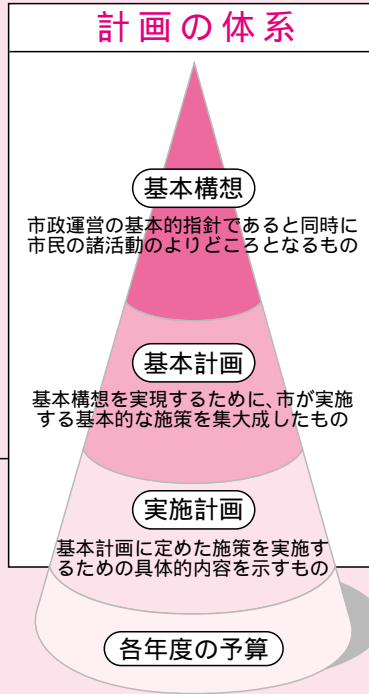 計画の体系
基本構想
市政運営の基本的指針であると同時に
市民の諸活動のよりどころとなるもの
基本計画
基本構想を実現するために、市が実施
する基本的な施策を集大成したもの
実施計画
基本計画に定めた施策を実施す
るための具体的内容を示すもの
各年度の予算